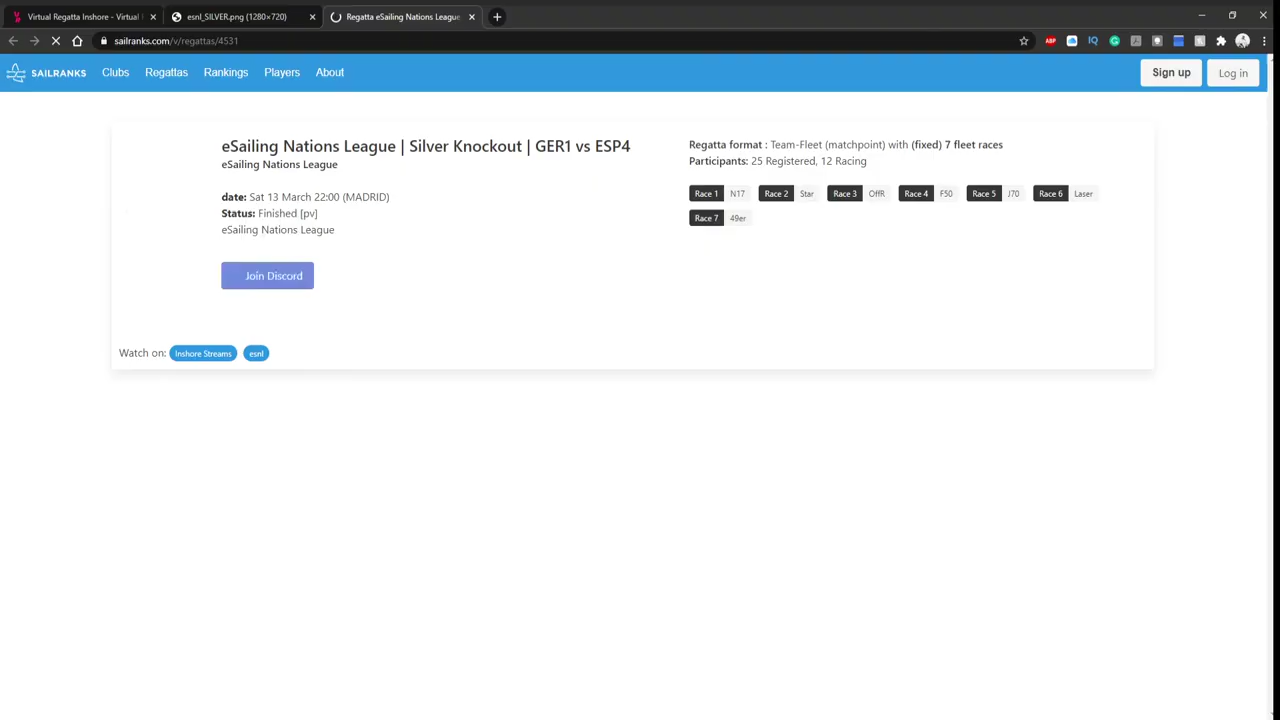 Virtual Regatta Inshore - Virtual
esnl_SILVER.png (1280×720)
Regatta eSailing Nations League
sailranks.com/v/regattas/4531
SAILRANKS
Clubs
Regattas
Rankings
Players
About
Sign up
Log in
eSailing Nations League | Silver Knockout | GER1 vs ESP4
eSailing Nations League
date: Sat 13 March 22:00 (MADRID)
Status: Finished [pv]
eSailing Nations League
Join Discord
Watch on: Inshore Streams esnl
Regatta format : Team-Fleet (matchpoint) with (fixed) 7 fleet races
Participants: 25 Registered, 12 Racing
Race 1 N17 Race 2 Star Race 3 OffR Race 4 F50 Race 5 J70 Race 6 Laser
Race 7 49er